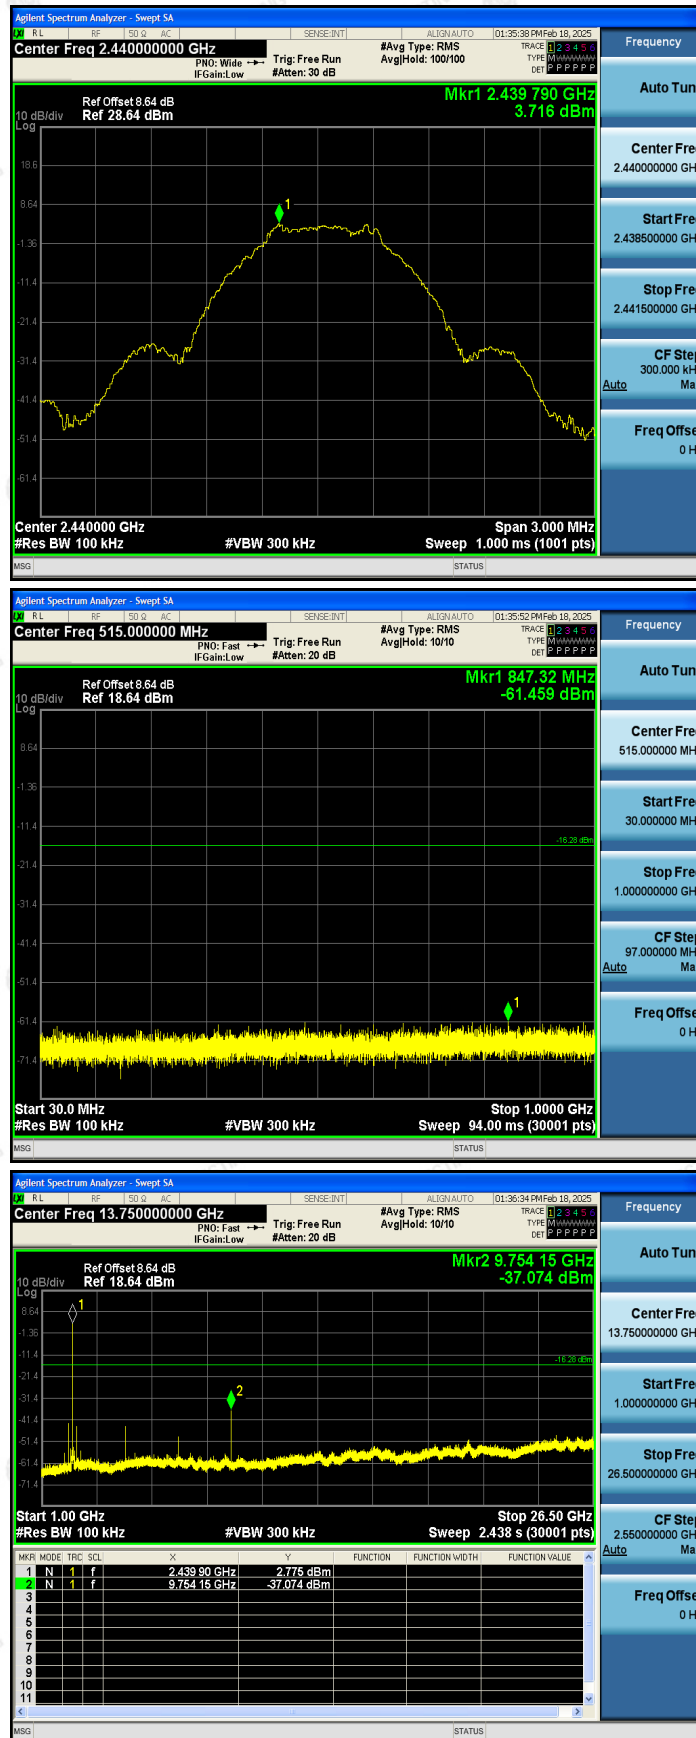 Agilent Spectrum Analyzer - Swept SA
LXI RL RF 50 Ω AC SENSE:INT ALIGNAUTO 01:35:38 PM Feb 18, 2025
Center Freq 2.440000000 GHz
PNO: Wide
IFGain:Low
Trig: Free Run
#Atten: 30 dB
#Avg Type: RMS
Avg|Hold: 100/100
TRACE 1 2 3 4 5 6
TYPE M W W W W W
DET P P P P P P
Ref Offset 8.64 dB
10 dB/div Ref 28.64 dBm
Log
Mkr1 2.439 790 GHz
3.716 dBm
18.6
8.64
-1.36
-11.4
-21.4
-31.4
-41.4
-51.4
-61.4
1
Center 2.440000 GHz Span 3.000 MHz
#Res BW 100 kHz #VBW 300 kHz Sweep 1.000 ms (1001 pts)
MSG STATUS
Frequency
Auto Tun
Center Fre
2.440000000 GH
Start Fre
2.438500000 GH
Stop Fre
2.441500000 GH
CF Ste
300.000 kH
Auto Ma
Freq Offse
0 H
Agilent Spectrum Analyzer - Swept SA
LXI RL RF 50 Ω AC SENSE:INT ALIGNAUTO 01:35:52 PM Feb 18, 2025
Center Freq 515.000000 MHz
PNO: Fast
IFGain:Low
Trig: Free Run
#Atten: 20 dB
#Avg Type: RMS
Avg|Hold: 10/10
TRACE 1 2 3 4 5 6
TYPE M W W W W W
DET P P P P P P
Ref Offset 8.64 dB
10 dB/div Ref 18.64 dBm
Log
Mkr1 847.32 MHz
-61.459 dBm
8.64
-1.36
-11.4
-16.28 dBm
-21.4
-31.4
-41.4
-51.4
-61.4
-71.4
1
Start 30.0 MHz Stop 1.0000 GHz
#Res BW 100 kHz #VBW 300 kHz Sweep 94.00 ms (30001 pts)
MSG STATUS
Frequency
Auto Tun
Center Fre
515.000000 MH
Start Fre
30.000000 MH
Stop Fre
1.000000000 GH
CF Ste
97.000000 MH
Auto Ma
Freq Offse
0 H
Agilent Spectrum Analyzer - Swept SA
LXI RL RF 50 Ω AC SENSE:INT ALIGNAUTO 01:36:34 PM Feb 18, 2025
Center Freq 13.750000000 GHz
PNO: Fast
IFGain:Low
Trig: Free Run
#Atten: 20 dB
#Avg Type: RMS
Avg|Hold: 10/10
TRACE 1 2 3 4 5 6
TYPE M W W W W W
DET P P P P P P
Ref Offset 8.64 dB
10 dB/div Ref 18.64 dBm
Log
Mkr2 9.754 15 GHz
-37.074 dBm
8.64
-1.36
-11.4
-16.28 dBm
-21.4
-31.4
-41.4
-51.4
-61.4
-71.4
1
2
Start 1.00 GHz Stop 26.50 GHz
#Res BW 100 kHz #VBW 300 kHz Sweep 2.438 s (30001 pts)
MKR MODE TRC SCL X Y FUNCTION FUNCTION WIDTH FUNCTION VALUE
1 N 1 f 2.439 90 GHz 2.775 dBm
2 N 1 f 9.754 15 GHz -37.074 dBm
3
4
5
6
7
8
9
10
11
MSG STATUS
Frequency
Auto Tun
Center Fre
13.750000000 GH
Start Fre
1.000000000 GH
Stop Fre
26.500000000 GH
CF Ste
2.550000000 GH
Auto Ma
Freq Offse
0 H